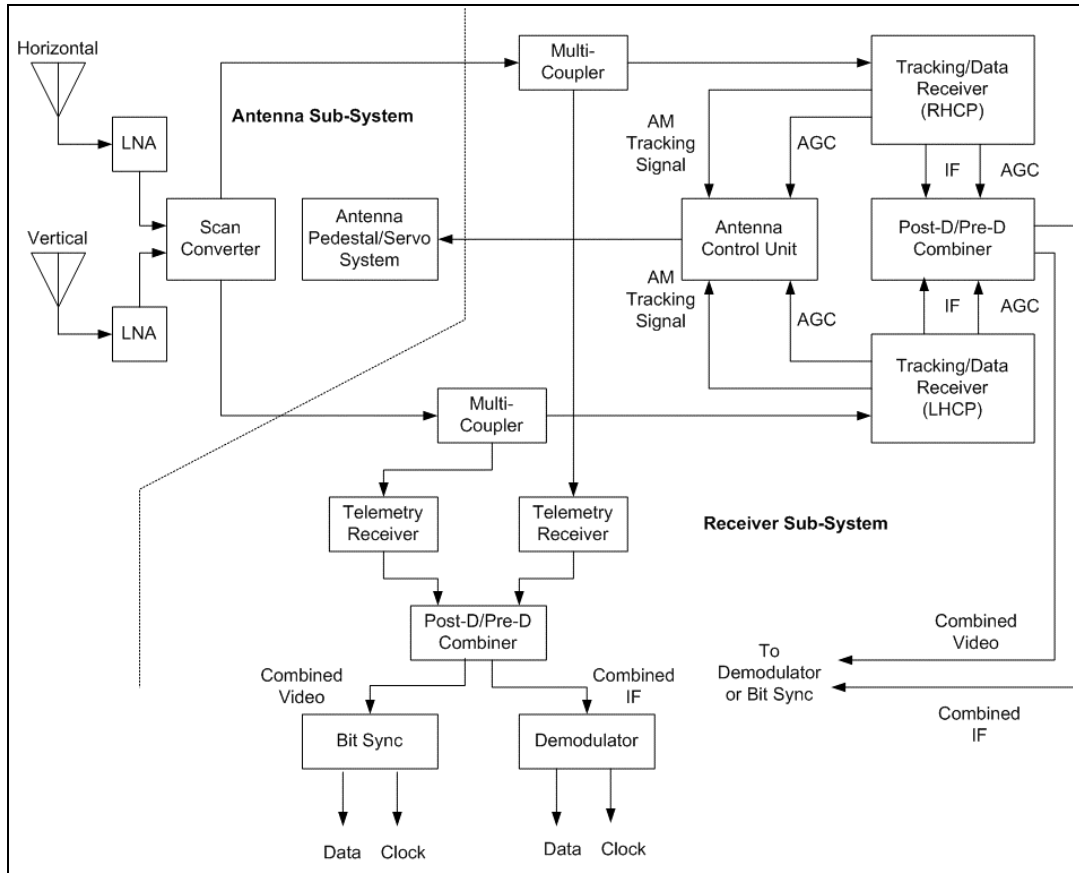 Horizontal
LNA
Vertical
LNA
Antenna Sub-System
Scan
Converter
Antenna
Pedestal/Servo
System
Multi-
Coupler
AM
Tracking
Signal
AGC
Tracking/Data
Receiver
(RHCP)
IF
AGC
Antenna
Control Unit
Post-D/Pre-D
Combiner
AM
Tracking
Signal
AGC
IF
AGC
Tracking/Data
Receiver
(LHCP)
Multi-
Coupler
Telemetry
Receiver
Telemetry
Receiver
Receiver Sub-System
Post-D/Pre-D
Combiner
Combined
Video
Combined
IF
Bit Sync
Demodulator
Data
Clock
Data
Clock
To
Demodulator
or Bit Sync
Combined
Video
Combined
IF